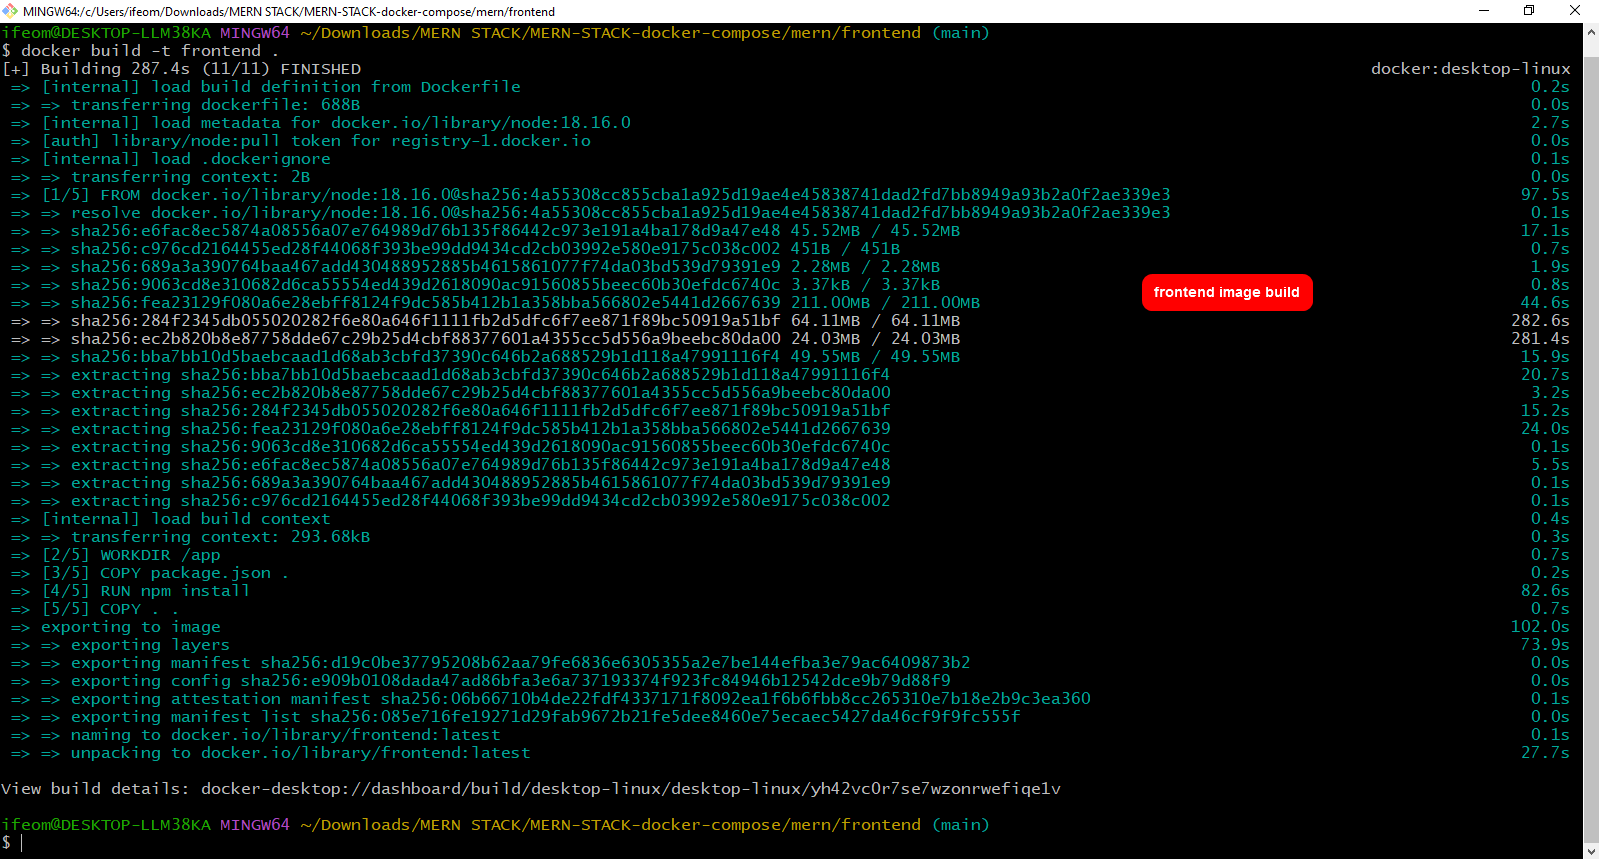 MINGW64:/c/Users/ifeom/Downloads/MERN STACK/MERN-STACK-docker-compose/mern/frontend
ifeom@DESKTOP-LLM38KA MINGW64 ~/Downloads/MERN STACK/MERN-STACK-docker-compose/mern/frontend (main)
$ docker build -t frontend .
[+] Building 287.4s (11/11) FINISHED docker:desktop-linux
=> [internal] load build definition from Dockerfile 0.2s
=> => transferring dockerfile: 688B 0.0s
=> [internal] load metadata for docker.io/library/node:18.16.0 2.7s
=> [auth] library/node:pull token for registry-1.docker.io 0.0s
=> [internal] load .dockerignore 0.1s
=> => transferring context: 2B 0.0s
=> [1/5] FROM docker.io/library/node:18.16.0@sha256:4a55308cc855cba1a925d19ae4e45838741dad2fd7bb8949a93b2a0f2ae339e3 97.5s
=> => resolve docker.io/library/node:18.16.0@sha256:4a55308cc855cba1a925d19ae4e45838741dad2fd7bb8949a93b2a0f2ae339e3 0.1s
=> => sha256:e6fac8ec5874a08556a07e764989d76b135f86442c973e191a4ba178d9a47e48 45.52MB / 45.52MB 17.1s
=> => sha256:c976cd2164455ed28f44068f393be99dd9434cd2cb03992e580e9175c038c002 451B / 451B 0.7s
=> => sha256:689a3a390764baa467add430488952885b4615861077f74da03bd539d79391e9 2.28MB / 2.28MB 1.9s
=> => sha256:9063cd8e310682d6ca55554ed439d2618090ac91560855beec60b30efdc6740c 3.37kB / 3.37kB 0.8s
frontend image build
=> => sha256:fea23129f080a6e28ebff8124f9dc585b412b1a358bba566802e5441d2667639 211.00MB / 211.00MB 44.6s
=> => sha256:284f2345db055020282f6e80a646f1111fb2d5dfc6f7ee871f89bc50919a51bf 64.11MB / 64.11MB 282.6s
=> => sha256:ec2b820b8e87758dde67c29b25d4cbf88377601a4355cc5d556a9beebc80da00 24.03MB / 24.03MB 281.4s
=> => sha256:bba7bb10d5baebcaad1d68ab3cbfd37390c646b2a688529b1d118a47991116f4 49.55MB / 49.55MB 15.9s
=> => extracting sha256:bba7bb10d5baebcaad1d68ab3cbfd37390c646b2a688529b1d118a47991116f4 20.7s
=> => extracting sha256:ec2b820b8e87758dde67c29b25d4cbf88377601a4355cc5d556a9beebc80da00 3.2s
=> => extracting sha256:284f2345db055020282f6e80a646f1111fb2d5dfc6f7ee871f89bc50919a51bf 15.2s
=> => extracting sha256:fea23129f080a6e28ebff8124f9dc585b412b1a358bba566802e5441d2667639 24.0s
=> => extracting sha256:9063cd8e310682d6ca55554ed439d2618090ac91560855beec60b30efdc6740c 0.1s
=> => extracting sha256:e6fac8ec5874a08556a07e764989d76b135f86442c973e191a4ba178d9a47e48 5.5s
=> => extracting sha256:689a3a390764baa467add430488952885b4615861077f74da03bd539d79391e9 0.1s
=> => extracting sha256:c976cd2164455ed28f44068f393be99dd9434cd2cb03992e580e9175c038c002 0.1s
=> [internal] load build context 0.4s
=> => transferring context: 293.68kB 0.3s
=> [2/5] WORKDIR /app 0.7s
=> [3/5] COPY package.json . 0.2s
=> [4/5] RUN npm install 82.6s
=> [5/5] COPY . . 0.7s
=> exporting to image 102.0s
=> => exporting layers 73.9s
=> => exporting manifest sha256:d19c0be37795208b62aa79fe6836e6305355a2e7be144efba3e79ac6409873b2 0.0s
=> => exporting config sha256:e909b0108dada47ad86bfa3e6a737193374f923fc84946b12542dce9b79d88f9 0.0s
=> => exporting attestation manifest sha256:06b66710b4de22fdf4337171f8092ea1f6b6fbb8cc265310e7b18e2b9c3ea360 0.1s
=> => exporting manifest list sha256:085e716fe19271d29fab9672b21fe5dee8460e75ecaec5427da46cf9f9fc555f 0.0s
=> => naming to docker.io/library/frontend:latest 0.1s
=> => unpacking to docker.io/library/frontend:latest 27.7s
View build details: docker-desktop://dashboard/build/desktop-linux/desktop-linux/yh42vc0r7se7wzonrwefiqe1v
ifeom@DESKTOP-LLM38KA MINGW64 ~/Downloads/MERN STACK/MERN-STACK-docker-compose/mern/frontend (main)
$